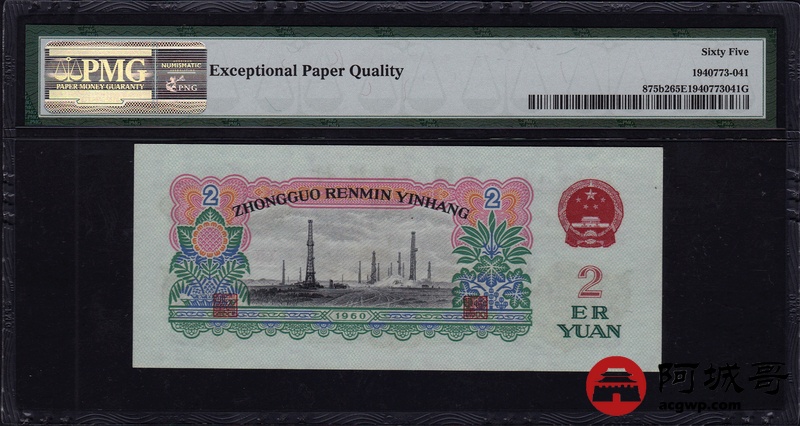 PMG
PAPER MONEY GUARANTY
NUMISMATIC
PNG
Exceptional Paper Quality
Sixty Five
1940773-041
875b265E1940773041G
2
2
ZHONGGUO RENMIN YINHANG
1960
2
ER
YUAN
阿城哥
acgwp.com